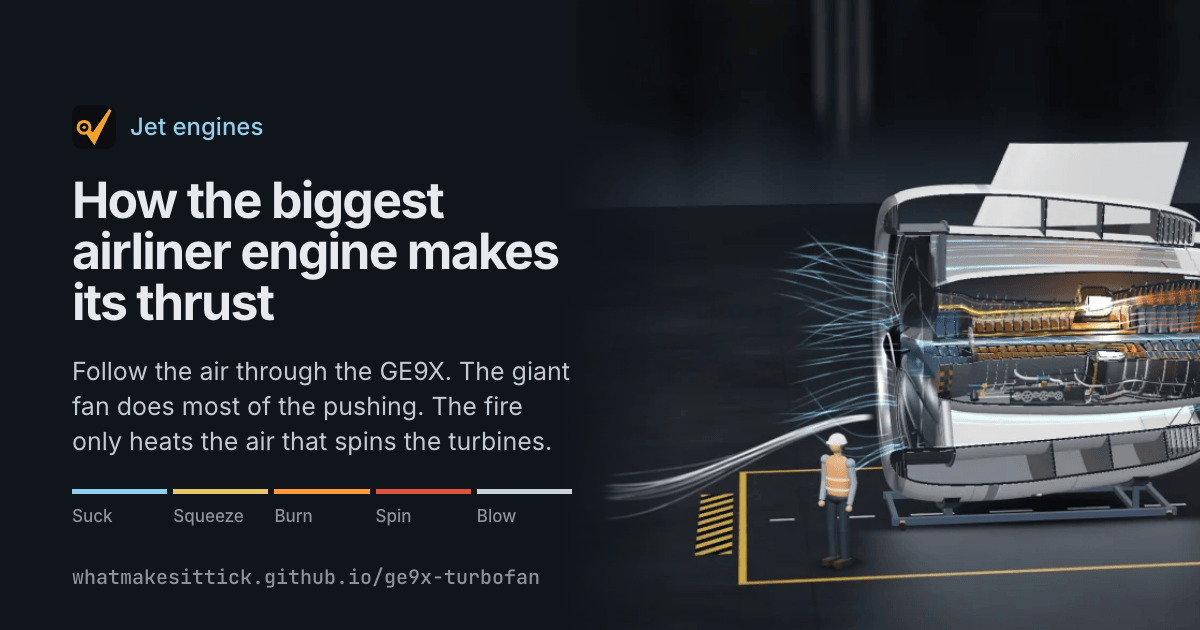 Jet engines
How the biggest
airliner engine makes
its thrust
Follow the air through the GE9X. The giant
fan does most of the pushing. The fire
only heats the air that spins the turbines.
Suck Squeeze Burn Spin Blow
whatmakesittick.github.io/ge9x-turbofan